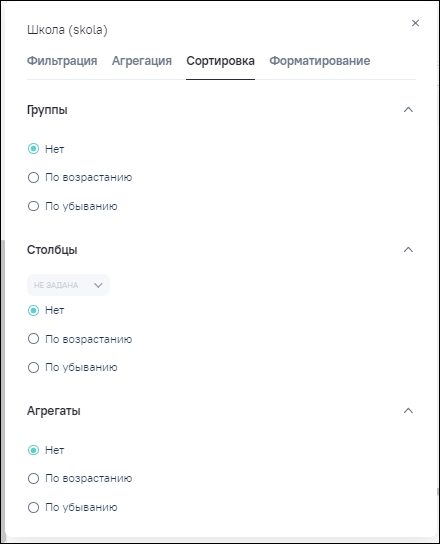 Школа (skola)
Фильтрация Агрегация Сортировка Форматирование
Группы
Нет
По возрастанию
По убыванию
Столбцы
НЕ ЗАДАНА
Нет
По возрастанию
По убыванию
Агрегаты
Нет
По возрастанию
По убыванию